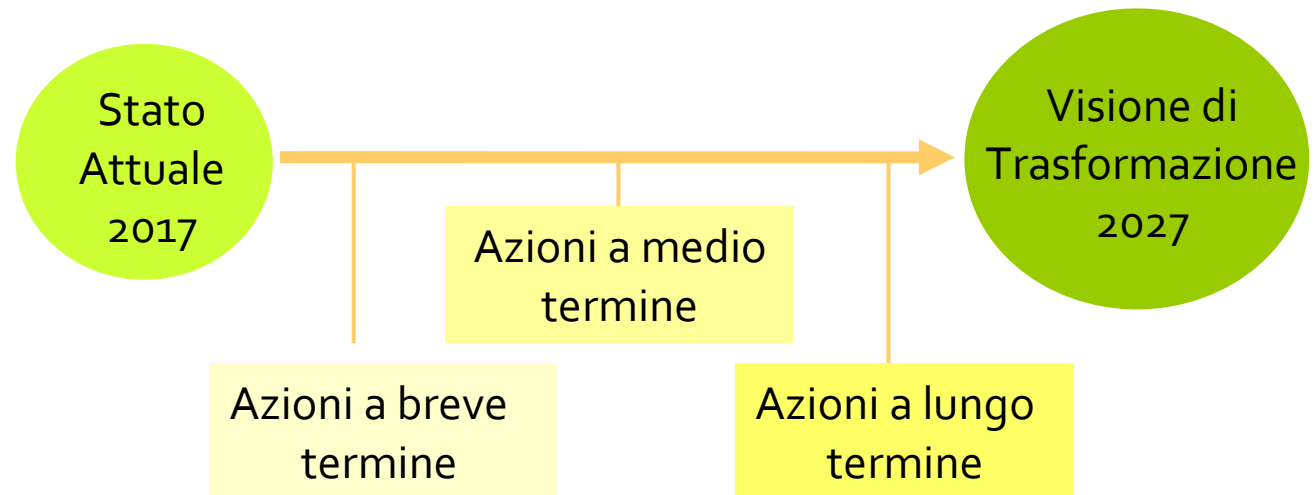 Stato
Attuale
2017
Visione di
Trasformazione
2027
Azioni a medio
termine
Azioni a breve
termine
Azioni a lungo
termine